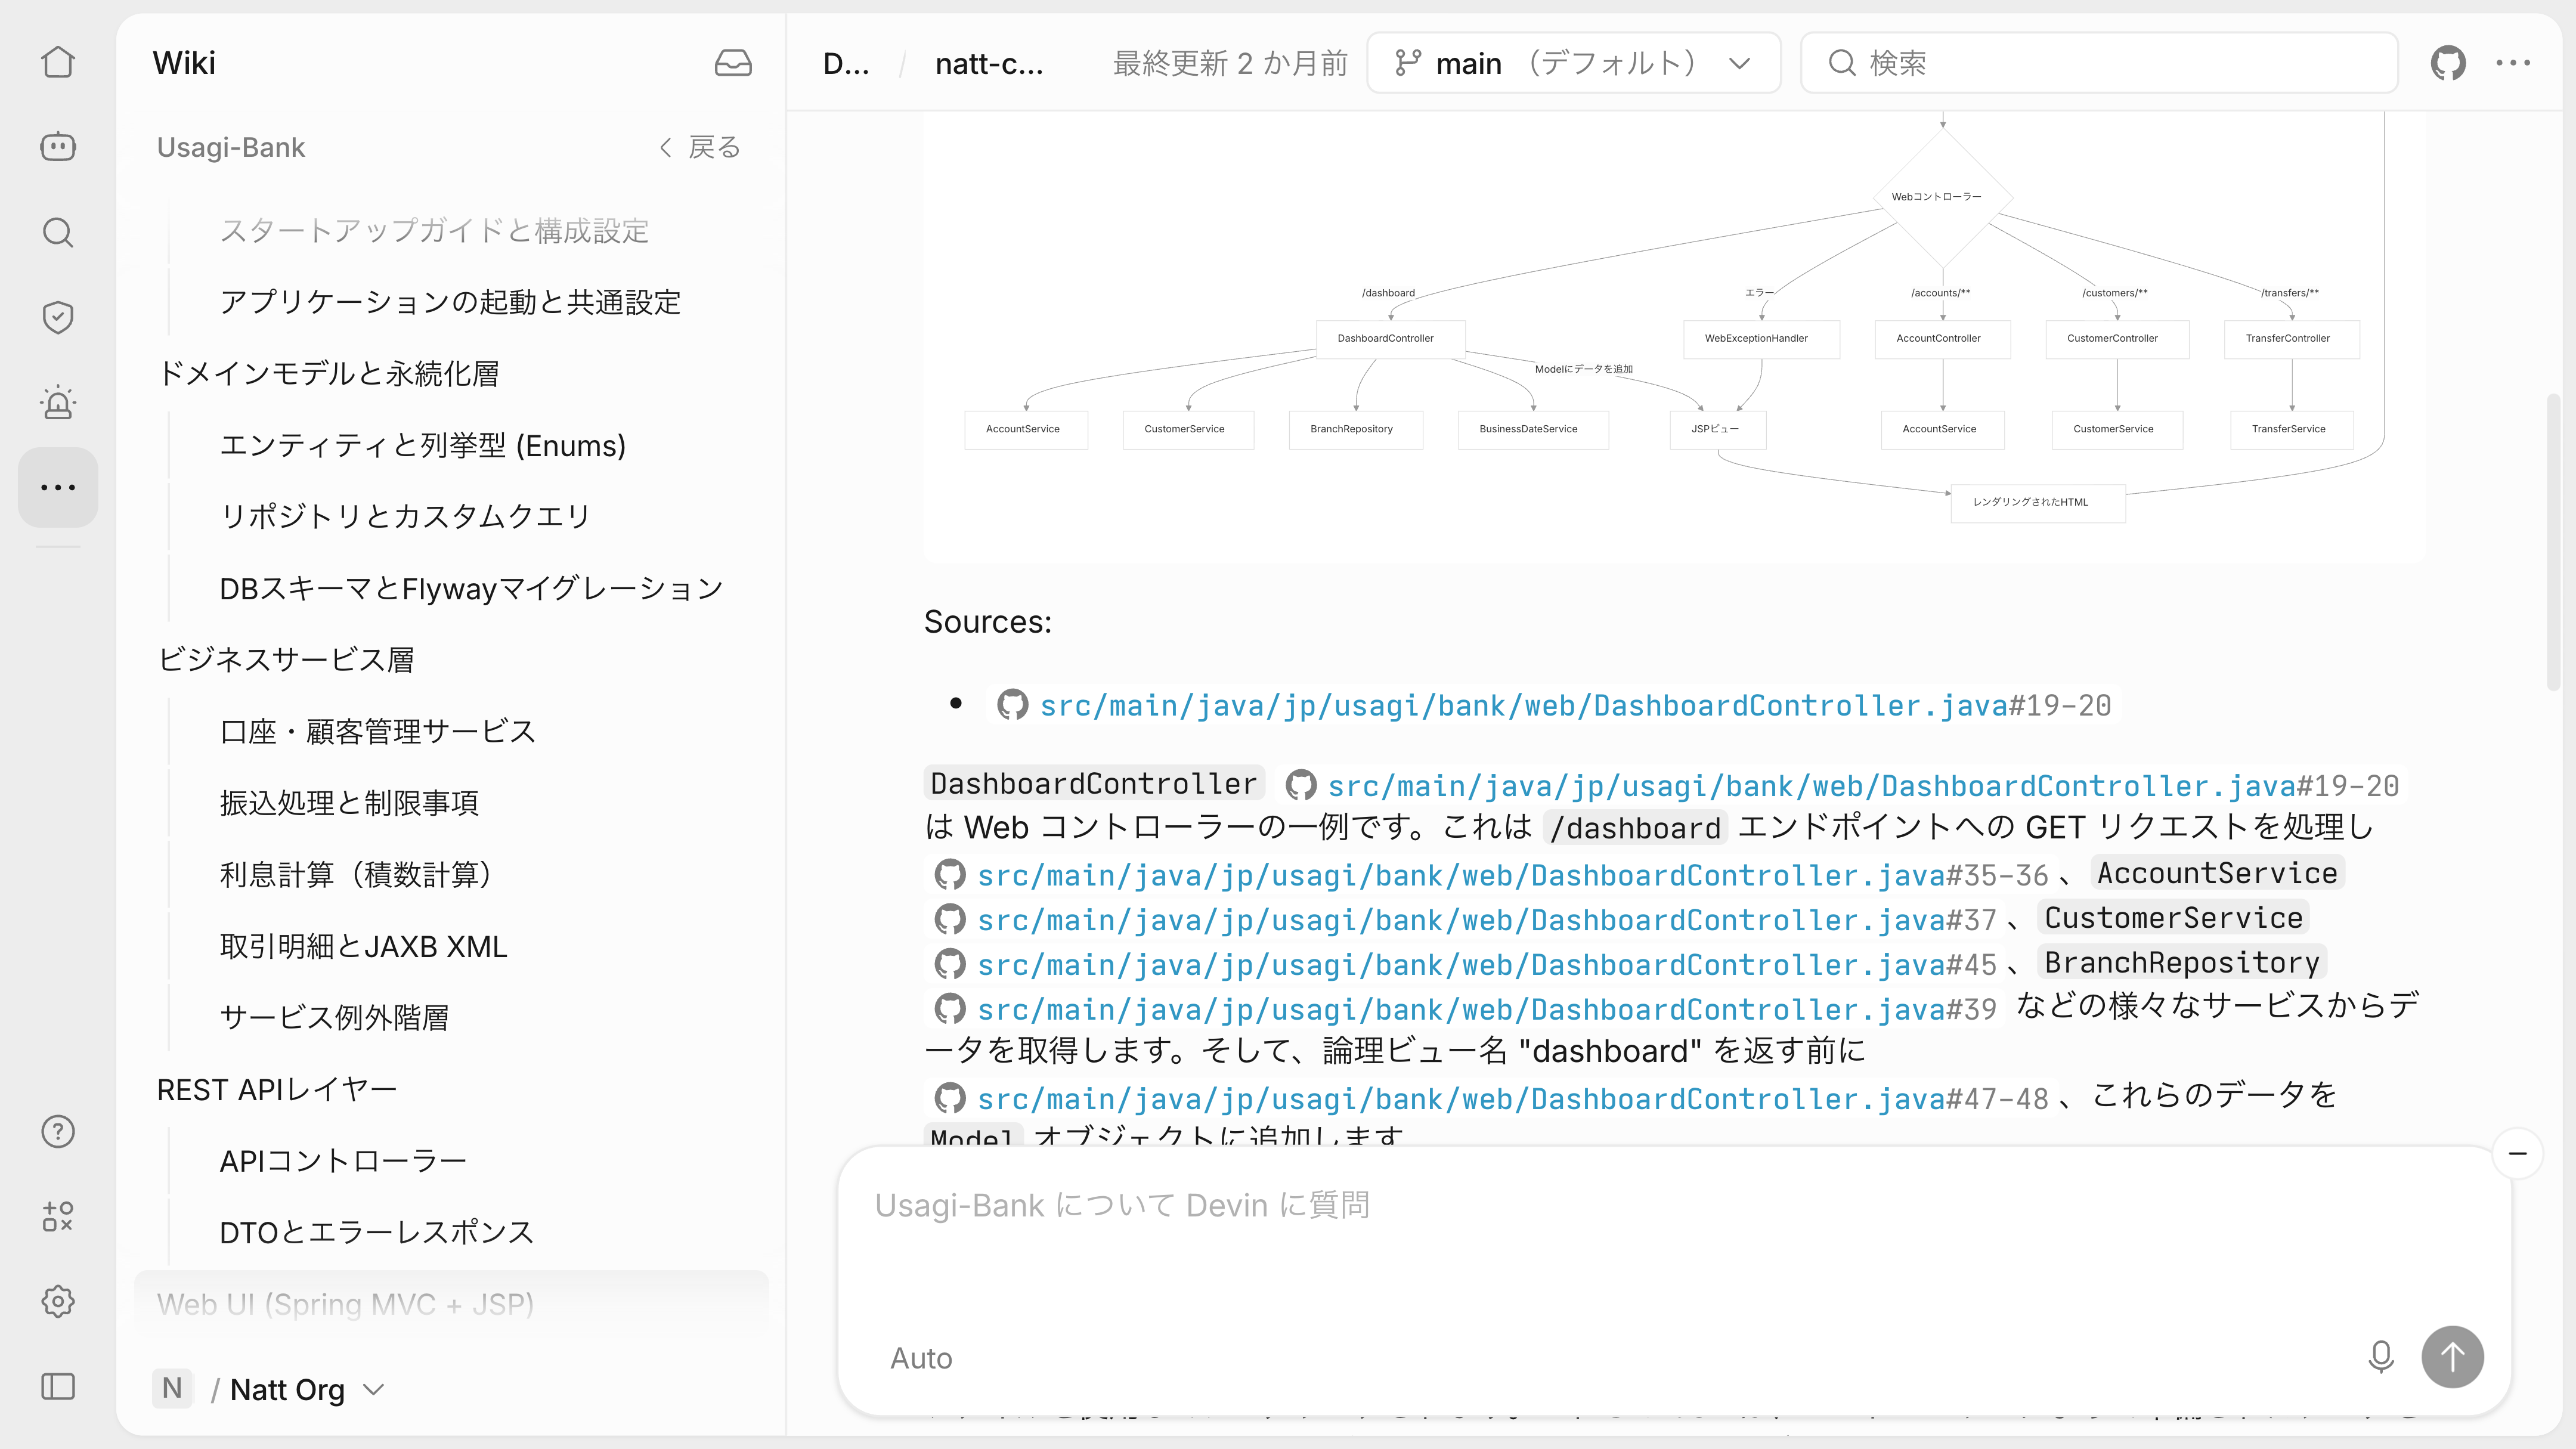 Wiki
Usagi-Bank
戻る
スタートアップガイドと構成設定
アプリケーションの起動と共通設定
ドメインモデルと永続化層
エンティティと列挙型 (Enums)
リポジトリとカスタムクエリ
DBスキーマとFlywayマイグレーション
ビジネスサービス層
口座・顧客管理サービス
振込処理と制限事項
利息計算（積数計算）
取引明細とJAXB XML
サービス例外階層
REST APIレイヤー
APIコントローラー
DTOとエラーレスポンス
Web UI (Spring MVC + JSP)
N / Natt Org
D... / natt-c...
最終更新 2 か月前
main （デフォルト）
検索
Webコントローラー
/dashboard
エラー
/accounts/**
/customers/**
/transfers/**
DashboardController
WebExceptionHandler
AccountController
CustomerController
TransferController
Modelにデータを追加
AccountService
CustomerService
BranchRepository
BusinessDateService
JSPビュー
AccountService
CustomerService
TransferService
レンダリングされたHTML
Sources:
src/main/java/jp/usagi/bank/web/DashboardController.java#19-20
DashboardController src/main/java/jp/usagi/bank/web/DashboardController.java#19-20
は Web コントローラーの一例です。これは /dashboard エンドポイントへの GET リクエストを処理し
src/main/java/jp/usagi/bank/web/DashboardController.java#35-36 、 AccountService
src/main/java/jp/usagi/bank/web/DashboardController.java#37 、 CustomerService
src/main/java/jp/usagi/bank/web/DashboardController.java#45 、 BranchRepository
src/main/java/jp/usagi/bank/web/DashboardController.java#39 などの様々なサービスからデ
ータを取得します。そして、論理ビュー名 "dashboard" を返す前に
src/main/java/jp/usagi/bank/web/DashboardController.java#47-48 、これらのデータを
Model オブジェクトに追加します
Usagi-Bank について Devin に質問
Auto